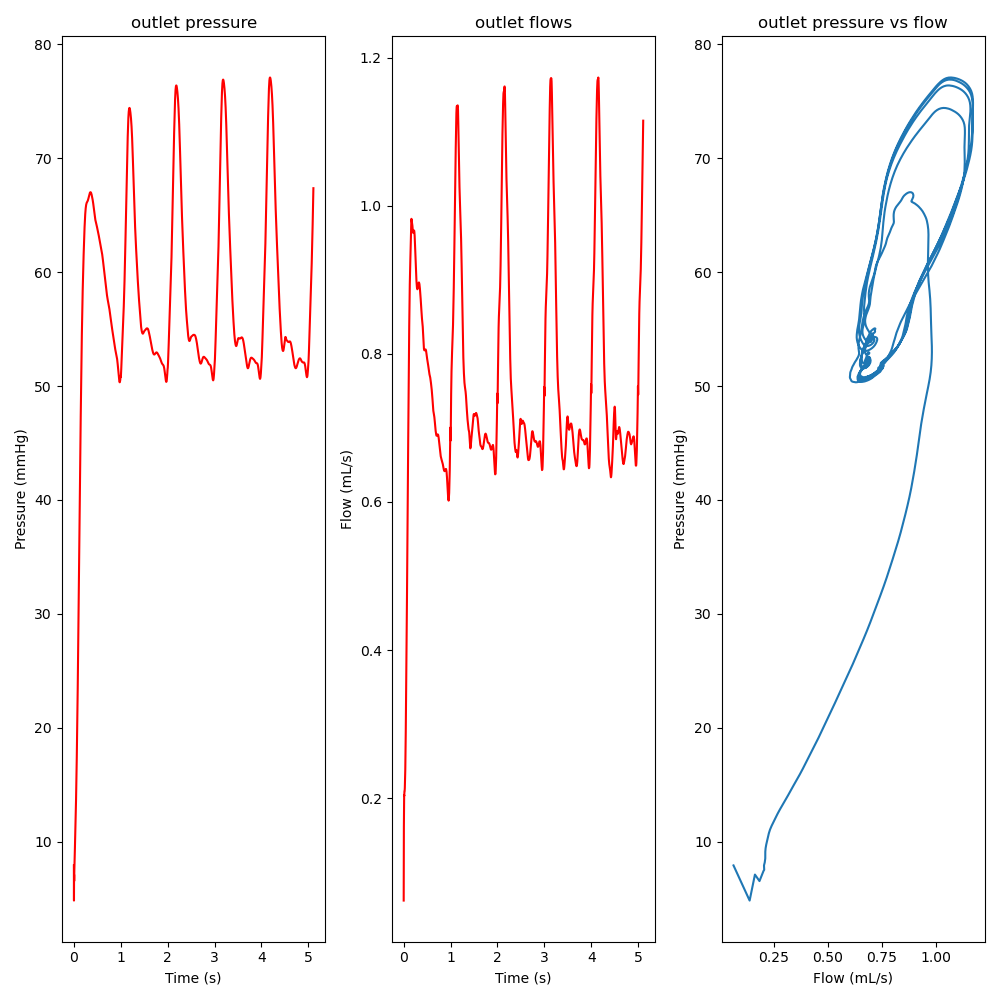 outlet pressure
80
70
60
50
40
30
20
10
0 1 2 3 4 5
Time (s)
Pressure (mmHg)
outlet flows
1.2
1.0
0.8
0.6
0.4
0.2
0 1 2 3 4 5
Time (s)
Flow (mL/s)
outlet pressure vs flow
80
70
60
50
40
30
20
10
0.25 0.50 0.75 1.00
Flow (mL/s)
Pressure (mmHg)